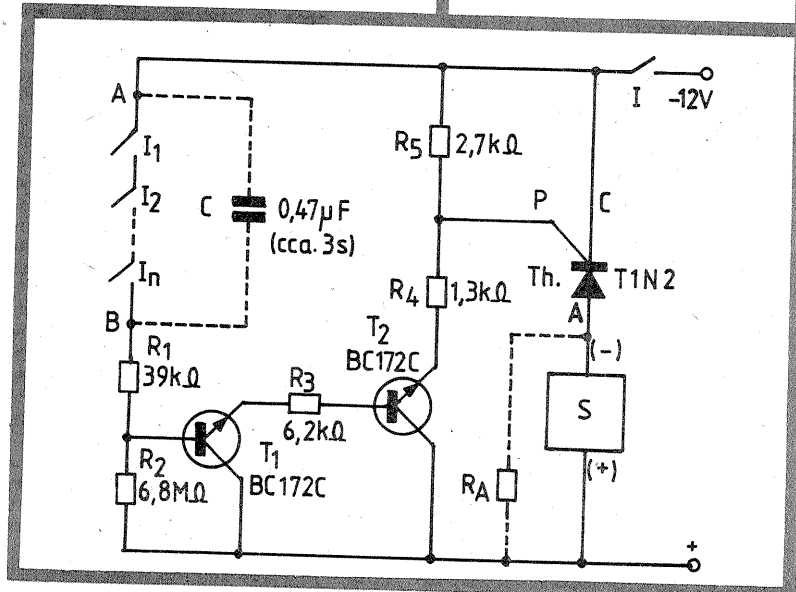 A
I1
I2
In
B
C
0,47µF
(cca. 3s)
R1
39kΩ
R2
6,8MΩ
T1
BC172C
R3
6,2kΩ
T2
BC172C
R5
2,7kΩ
R4
1,3kΩ
P
C
I
-12V
Th.
T1N2
A
(-)
S
(+)
RA
+